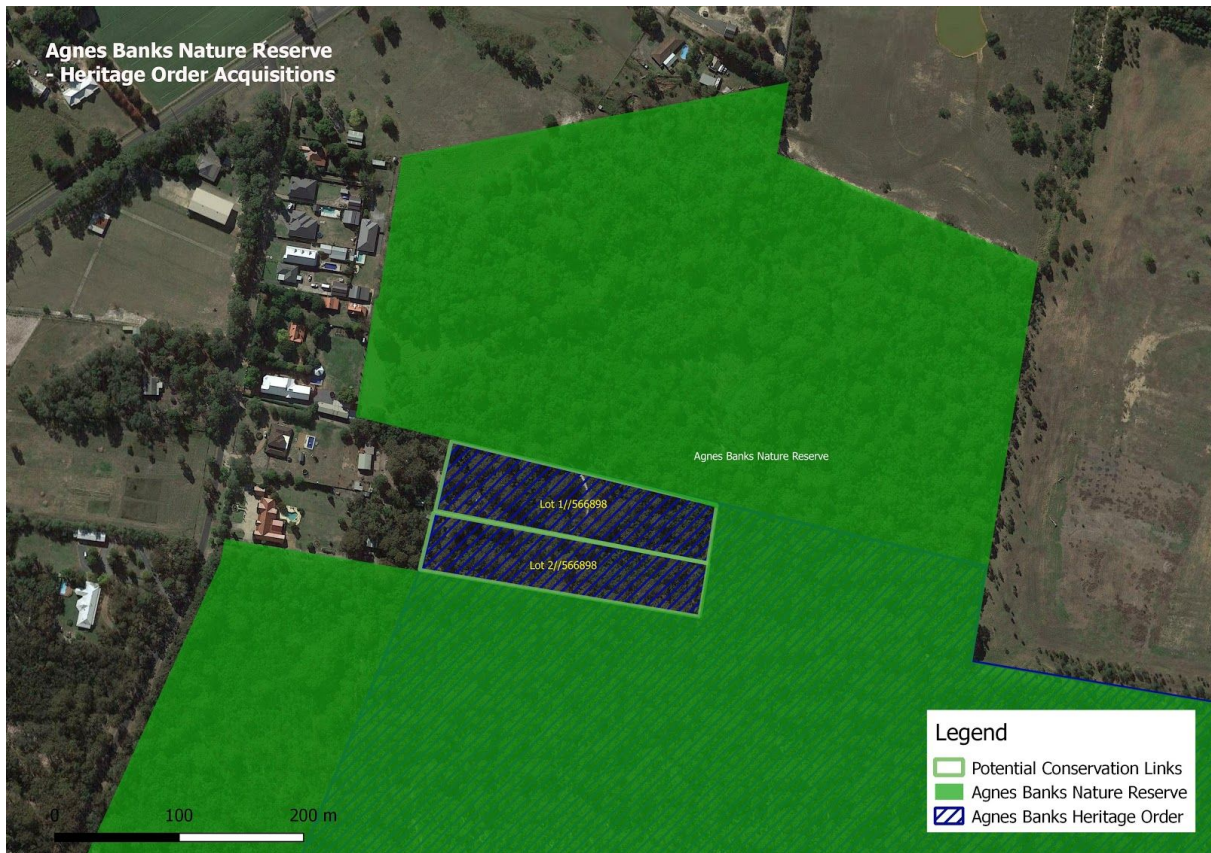 Agnes Banks Nature Reserve
- Heritage Order Acquisitions
Agnes Banks Nature Reserve
Lot 1//566898
Lot 2//566898
Legend
Potential Conservation Links
Agnes Banks Nature Reserve
Agnes Banks Heritage Order
0 100 200 m